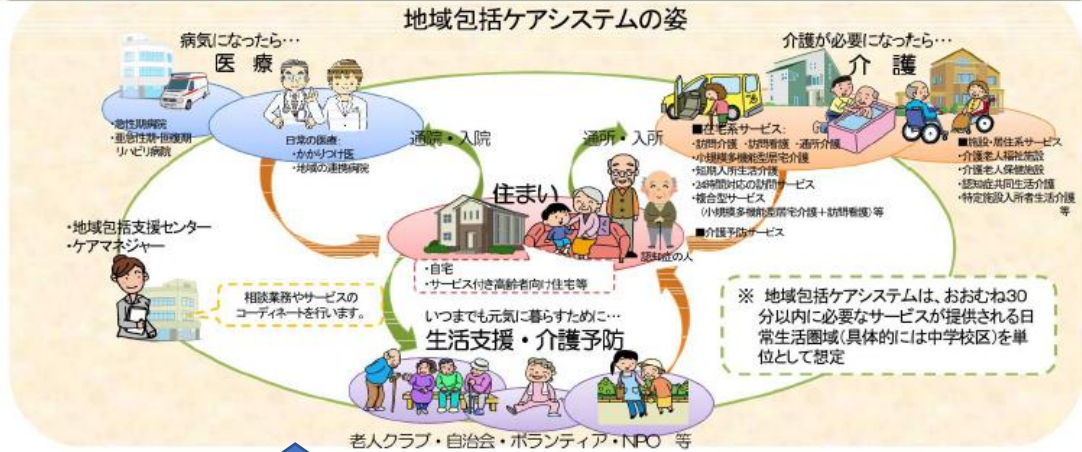 地域包括ケアシステムの姿
病気になったら…
医療
・急性期病院
・亜急性期・回復期
リハビリ病院
日常の医療:
・かかりつけ医
・地域の連携病院
通院・入院
通所・入所
介護が必要になったら…
介護
■在宅系サービス:
・訪問介護・訪問看護・通所介護
・小規模多機能型居宅介護
・短期入所生活介護
・24時間対応の訪問サービス
・複合型サービス
(小規模多機能型居宅介護+訪問看護)等
■介護予防サービス
■施設・居住系サービス
・介護老人福祉施設
・介護老人保健施設
・認知症共同生活介護
・特定施設入所者生活介護
等
住まい
・自宅
・サービス付き高齢者向け住宅等
認知症の人
・地域包括支援センター
・ケアマネジャー
相談業務やサービスの
コーディネートを行います。
いつまでも元気に暮らすために…
生活支援・介護予防
老人クラブ・自治会・ボランティア・NPO 等
※ 地域包括ケアシステムは、おおむね30
分以内に必要なサービスが提供される日
常生活圏域(具体的には中学校区)を単
位として想定